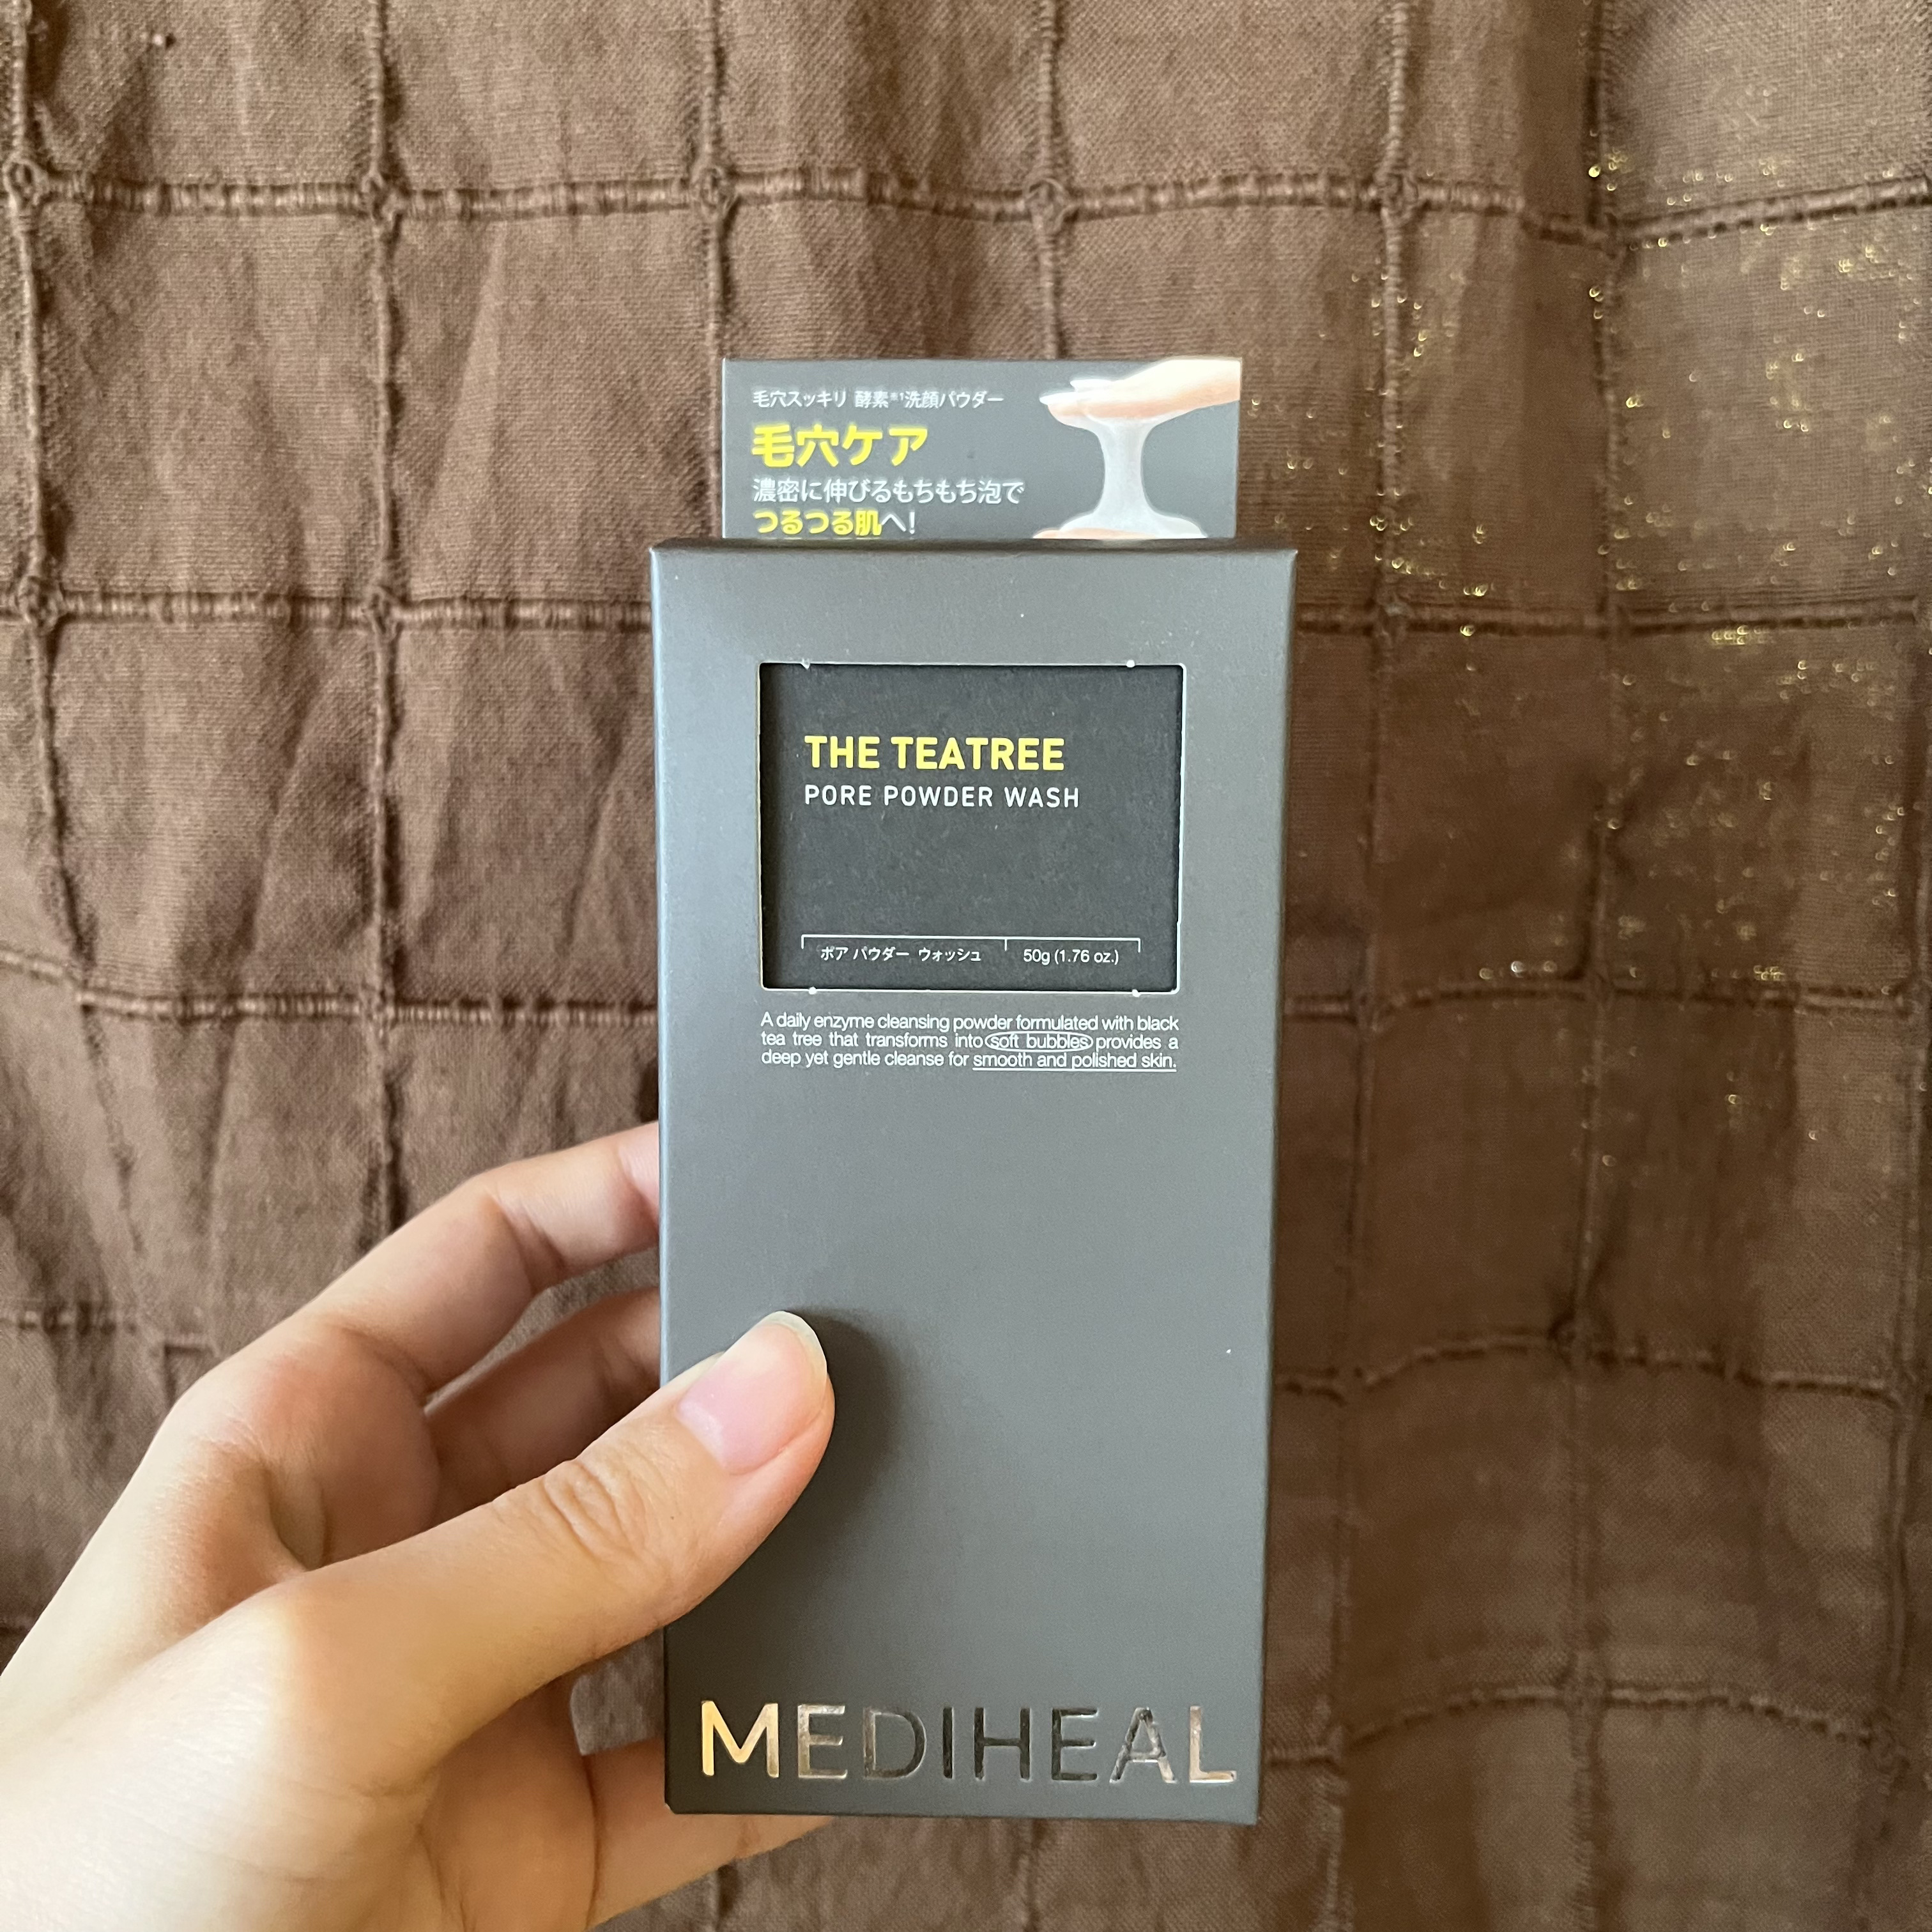 毛穴スッキリ 酵素※1洗顔パウダー
毛穴ケア
濃密に伸びるもちもち泡で
つるつる肌へ!
THE TEATREE
PORE POWDER WASH
ポア パウダー ウォッシュ 50g (1.76 oz.)
A daily enzyme cleansing powder formulated with black
tea tree that transforms into soft bubbles provides a
deep yet gentle cleanse for smooth and polished skin.
MEDIHEAL